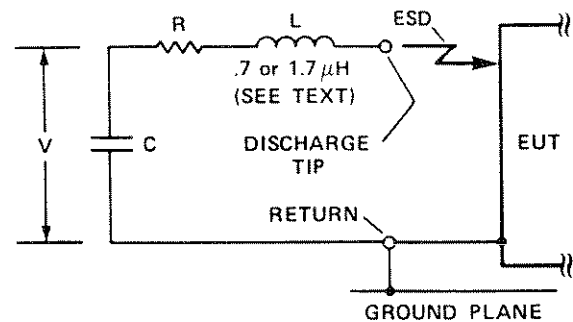 R
L
ESD
.7 or 1.7 μH
(SEE TEXT)
V
C
DISCHARGE
TIP
EUT
RETURN
GROUND PLANE